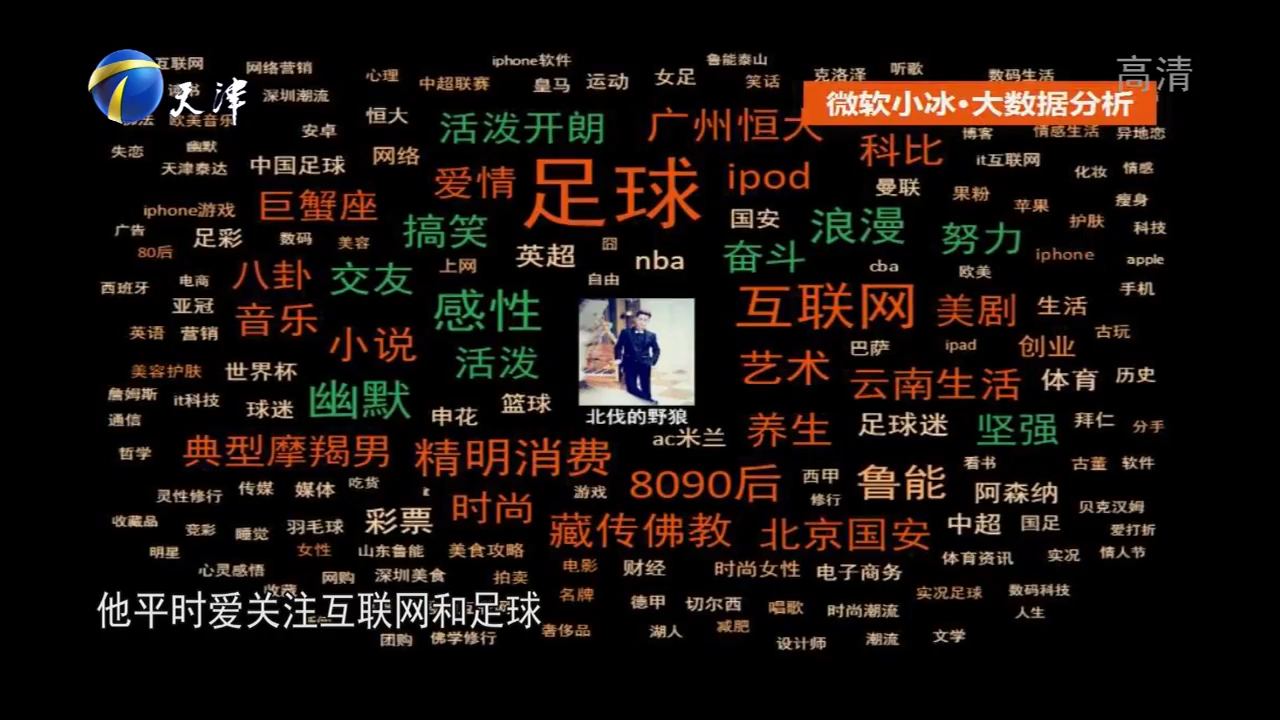 互联网 网络营销 心理 中超联赛 iphone软件 皇马 运动 女足 鲁能泰山 笑话 克洛泽 听歌 数码生活 高清
天津 深圳潮流 恒大 微软小冰·大数据分析
欧美音乐 安卓 活泼开朗 广州恒大 科比 博客 情感生活 异地恋
失恋 幽默 天津泰达 中国足球 网络 爱情 足球 ipod 曼联 it互联网 化妆 情感
iphone游戏 巨蟹座 搞笑 国安 浪漫 果粉 苹果 护肤 瘦身
广告 80后 足彩 数码 美容 英超 囧 nba 奋斗 努力 iphone 科技
西班牙 电商 八卦 交友 上网 自由 cba 欧美 apple 手机
亚冠 音乐 感性 互联网 美剧 生活
英语 营销 小说 活泼 艺术 巴萨 ipad 创业 古玩
美容护肤 世界杯 云南生活 体育 历史
詹姆斯 it科技 球迷 幽默 申花 篮球 北伐的野狼 ac米兰 养生 足球迷 坚强 拜仁 分手
通信
哲学 典型摩羯男 精明消费 8090后 西甲 鲁能 看书 古董 软件
灵性修行 传媒 媒体 吃货 it 时尚 游戏 修行 阿森纳 贝克汉姆
收藏品 竞彩 睡觉 羽毛球 彩票 藏传佛教 北京国安 中超 国足 爱打折
明星 女性 山东鲁能 美食攻略 电影 财经 时尚女性 电子商务 体育资讯 实况 情人节
心灵感悟 网购 深圳美食 拍卖 名牌 德甲 切尔西 唱歌 时尚潮流 实况足球 数码科技
收藏 人生
他平时爱关注互联网和足球
团购 佛学修行 奢侈品 湖人 减肥 设计师 潮流 文学